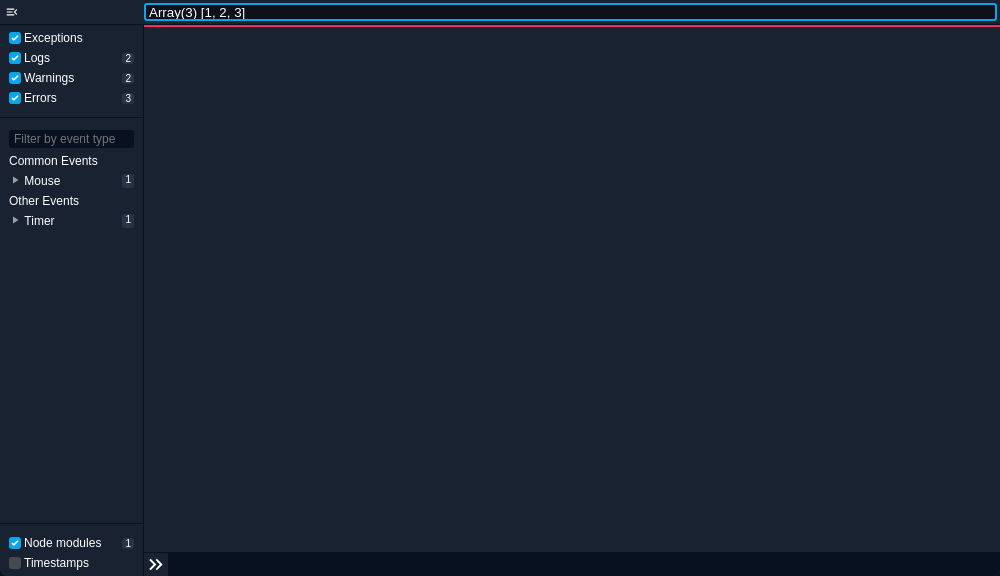 Array(3) [1, 2, 3]
Exceptions
Logs 2
Warnings 2
Errors 3
Filter by event type
Common Events
Mouse 1
Other Events
Timer 1
Node modules 1
Timestamps